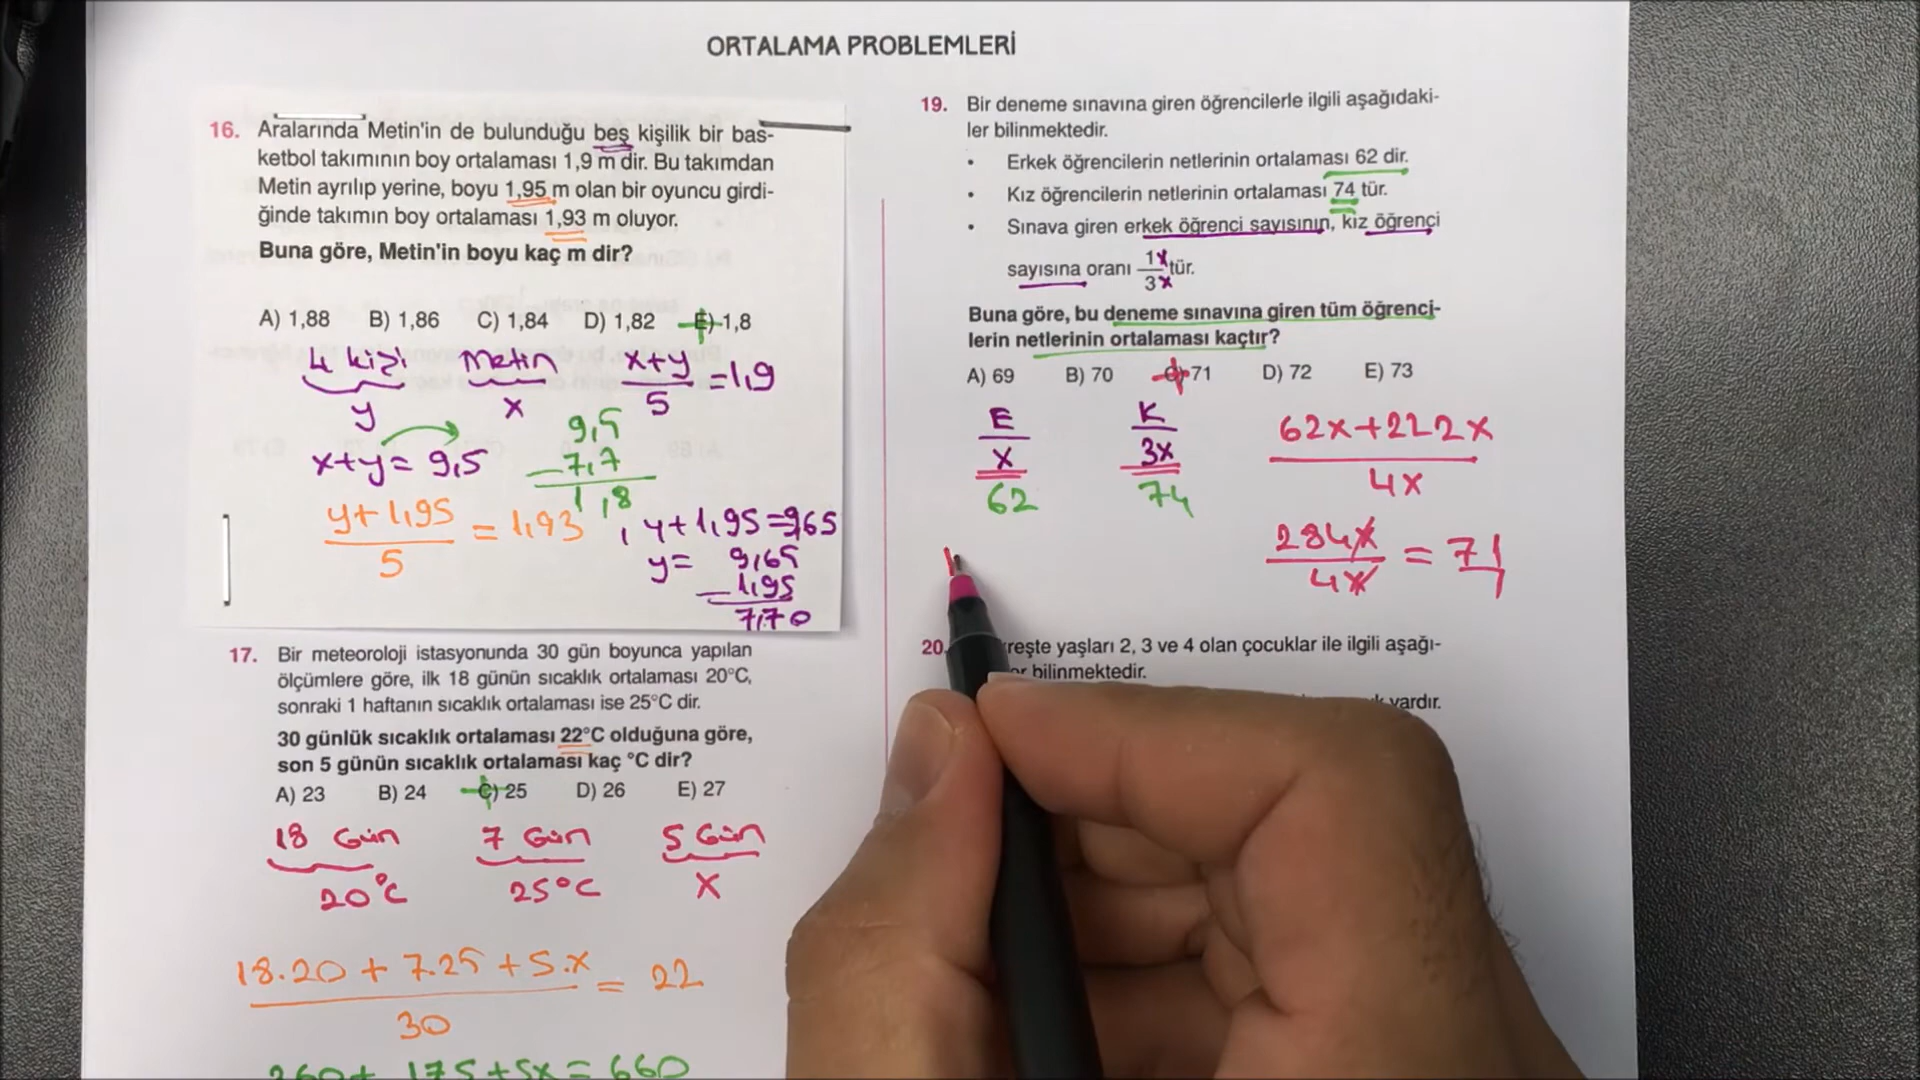 ORTALAMA PROBLEMLERİ
16. Aralarında Metin'in de bulunduğu beş kişilik bir bas-
ketbol takımının boy ortalaması 1,9 m dir. Bu takımdan
Metin ayrılıp yerine, boyu 1,95 m olan bir oyuncu girdi-
ğinde takımın boy ortalaması 1,93 m oluyor.
Buna göre, Metin'in boyu kaç m dir?
A) 1,88 B) 1,86 C) 1,84 D) 1,82 E) 1,8
4 kişi Metin x+y
y x 5 =1,9
x+y= 9,5
9,5
7,7
1,8
y+1,95
5 = 1,93
y+1,95=9,65
y= 9,65
1,95
7,70
17. Bir meteoroloji istasyonunda 30 gün boyunca yapılan
ölçümlere göre, ilk 18 günün sıcaklık ortalaması 20°C,
sonraki 1 haftanın sıcaklık ortalaması ise 25°C dir.
30 günlük sıcaklık ortalaması 22°C olduğuna göre,
son 5 günün sıcaklık ortalaması kaç °C dir?
A) 23 B) 24 C) 25 D) 26 E) 27
18 Gün 7 Gün 5 Gün
20°C 25°C x
18.20 + 7.25 + 5.x
30 = 22
360+ 175+5x = 660
19. Bir deneme sınavına giren öğrencilerle ilgili aşağıdaki-
ler bilinmektedir.
• Erkek öğrencilerin netlerinin ortalaması 62 dir.
• Kız öğrencilerin netlerinin ortalaması 74 tür.
• Sınava giren erkek öğrenci sayısının, kız öğrenci
sayısına oranı 1x/3x tür.
Buna göre, bu deneme sınavına giren tüm öğrenci-
lerin netlerinin ortalaması kaçtır?
A) 69 B) 70 C) 71 D) 72 E) 73
E K
x 3x
62 74
62x+222x
4x
284x
4x = 71
20. yaşları 2, 3 ve 4 olan çocuklar ile ilgili aşağı-
bilinmektedir.
vardır.